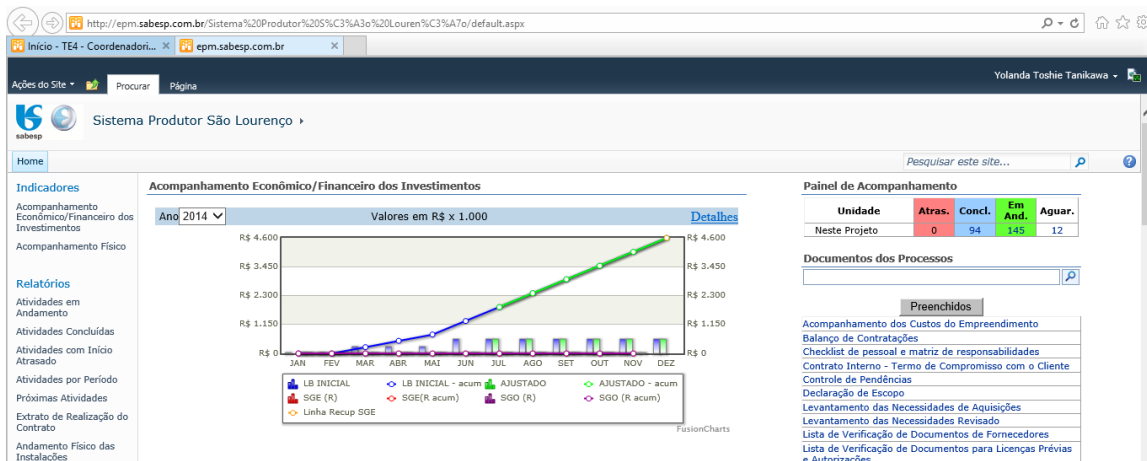 http://epm.sabesp.com.br/Sistema%20Produtor%20S%C3%A3o%20Louren%C3%A7o/default.aspx
Início - TE4 - Coordenadori...
epm.sabesp.com.br
Ações do Site
Procurar
Página
Yolanda Toshie Tanikawa
sabesp
Sistema Produtor São Lourenço
Home
Pesquisar este site...
Indicadores
Acompanhamento
Econômico/Financeiro dos
Investimentos
Acompanhamento Físico
Relatórios
Atividades em
Andamento
Atividades Concluídas
Atividades com Início
Atrasado
Atividades por Período
Próximas Atividades
Extrato de Realização do
Contrato
Andamento Físico das
Instalações
Acompanhamento Econômico/Financeiro dos Investimentos
Ano 2014 Valores em R$ x 1.000 Detalhes
R$ 4.600 R$ 4.600
R$ 3.450 R$ 3.450
R$ 2.300 R$ 2.300
R$ 1.150 R$ 1.150
R$ 0 R$ 0
JAN FEV MAR ABR MAI JUN JUL AGO SET OUT NOV DEZ
LB INICIAL LB INICIAL - acum AJUSTADO AJUSTADO - acum
SGE (R) SGE(R acum) SGO (R) SGO (R acum)
Linha Recup SGE
FusionCharts
Painel de Acompanhamento
Unidade Atras. Concl. Em And. Aguar.
Neste Projeto 0 94 145 12
Documentos dos Processos
Preenchidos
Acompanhamento dos Custos do Empreendimento
Balanço de Contratações
Checklist de pessoal e matriz de responsabilidades
Contrato Interno - Termo de Compromisso com o Cliente
Controle de Pendências
Declaração de Escopo
Levantamento das Necessidades de Aquisições
Levantamento das Necessidades Revisado
Lista de Verificação de Documentos de Fornecedores
Lista de Verificação de Documentos para Licenças Prévias
e Autorizações